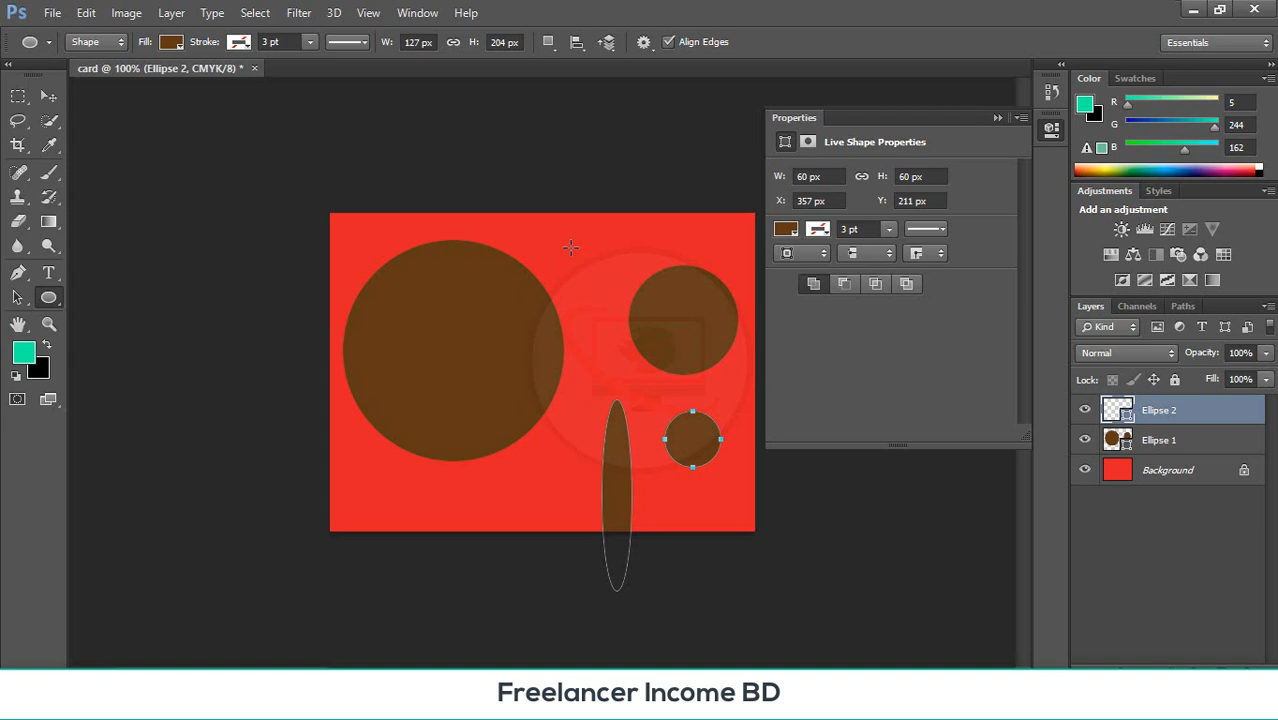 Ps File Edit Image Layer Type Select Filter 3D View Window Help
Shape Fill: Stroke: 3 pt W: 127 px H: 204 px Align Edges Essentials
card @ 100% (Ellipse 2, CMYK/8) * ×
Properties
Live Shape Properties
W: 60 px H: 60 px
X: 357 px Y: 211 px
3 pt
Color Swatches
R 5
G 244
B 162
Adjustments Styles
Add an adjustment
Layers Channels Paths
Kind
Normal Opacity: 100%
Lock: Fill: 100%
Ellipse 2
Ellipse 1
Background
Freelancer Income BD